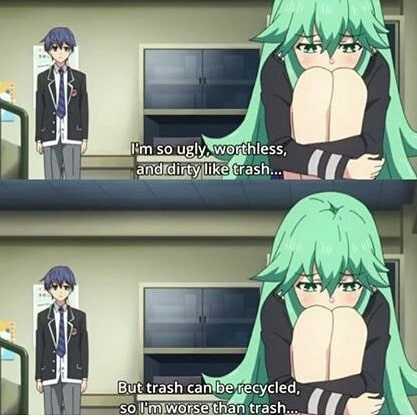 I'm so ugly, worthless,
and dirty like trash...
But trash can be recycled,
so I'm worse than trash...